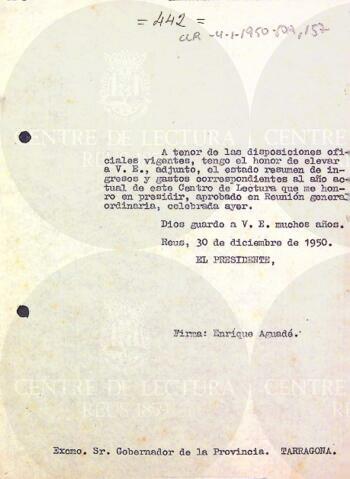 = 442 =
CLR -4-1-1950-509,157
CENTRE DE LECTURA
REUS
A tenor de las disposiciones ofi-
ciales vigentes, tengo el honor de elevar
a V. E., adjunto, el estado resumen de in-
gresos y gastos correspondientes al año ac-
tual de este Centro de Lectura que me hon-
ro en presidir, aprobado en Reunión general
ordinaria, celebrada ayer.
Dios guarde a V. E. muchos años.
Reus, 30 de diciembre de 1950.
EL PRESIDENTE,
Firma: Enrique Aguadé.
CENTRE DE LECTURA
REUS 1859
Excmo. Sr. Gobernador de la Provincia. TARRAGONA.